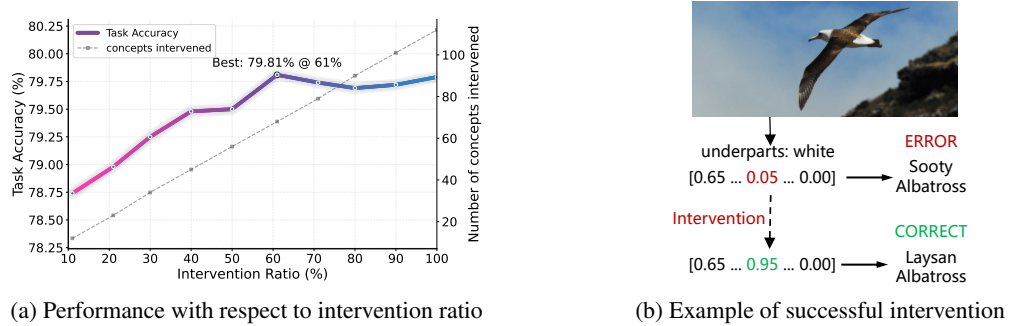 80.25
80.00
79.75
79.50
79.25
79.00
78.75
78.50
78.25
Task Accuracy (%)
Task Accuracy
concepts intervened
Best: 79.81% @ 61%
10 20 30 40 50 60 70 80 90 100
Intervention Ratio (%)
100
80
60
40
20
Number of concepts intervened
(a) Performance with respect to intervention ratio
underparts: white
[0.65 ... 0.05 ... 0.00]
ERROR
Sooty
Albatross
Intervention
[0.65 ... 0.95 ... 0.00]
CORRECT
Laysan
Albatross
(b) Example of successful intervention